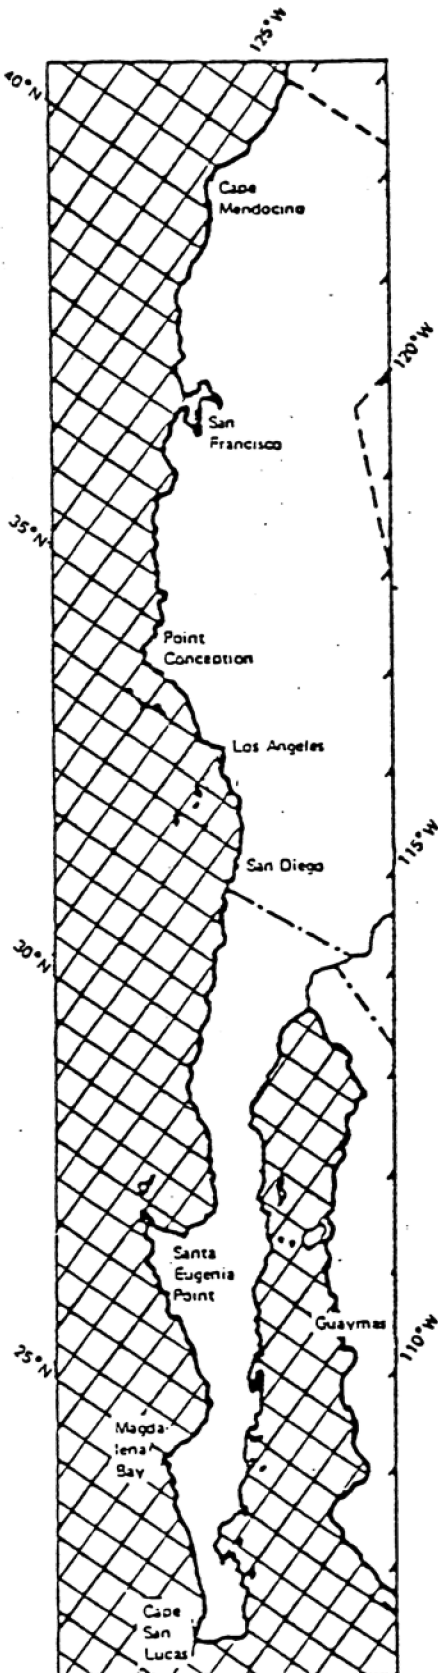 125°W
40°N
Cape
Mendocino
120°W
San
Francisco
35°N
Point
Conception
Los Angeles
115°W
San Diego
30°N
Santa
Eugenia
Point
Guaymas
110°W
25°N
Magda-
lena
Bay
Cape
San
Lucas